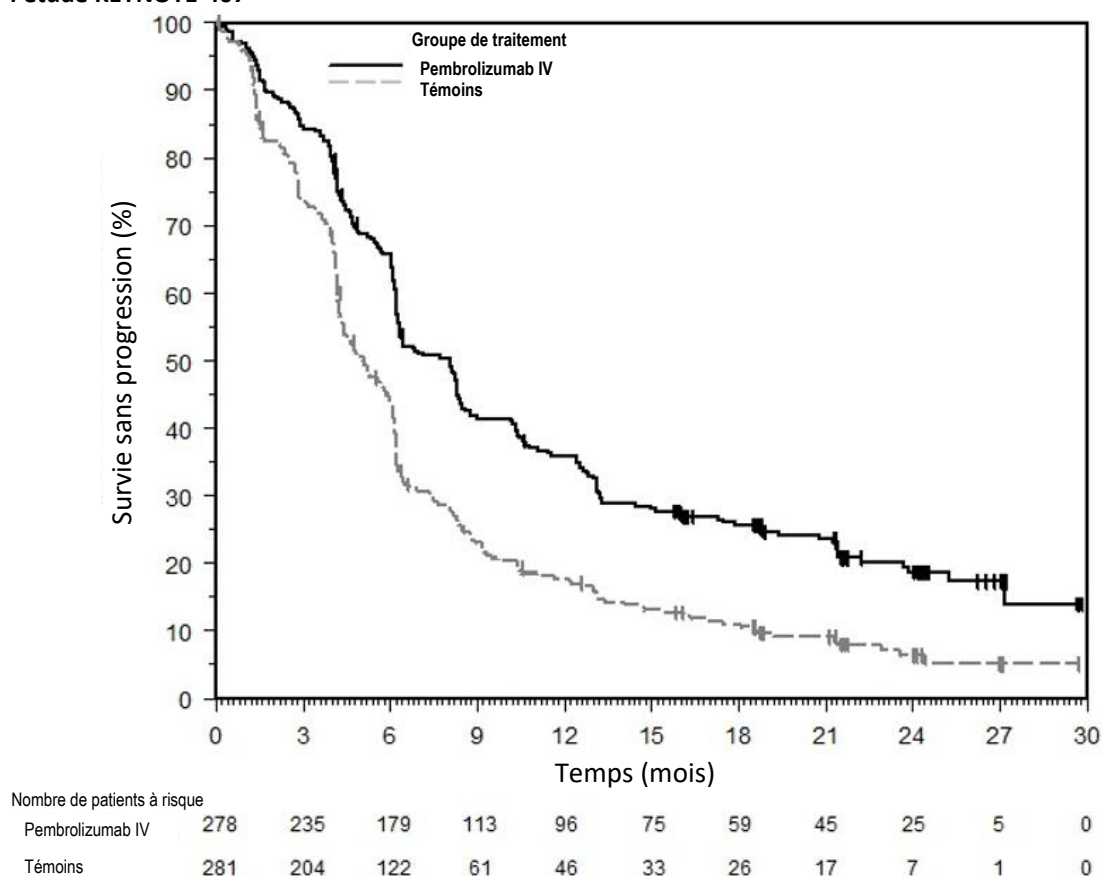 Groupe de traitement
Pembrolizumab IV
Témoins
Survie sans progression (%)
100
90
80
70
60
50
40
30
20
10
0
0 3 6 9 12 15 18 21 24 27 30
Temps (mois)
Nombre de patients à risque
Pembrolizumab IV 278 235 179 113 96 75 59 45 25 5 0
Témoins 281 204 122 61 46 33 26 17 7 1 0